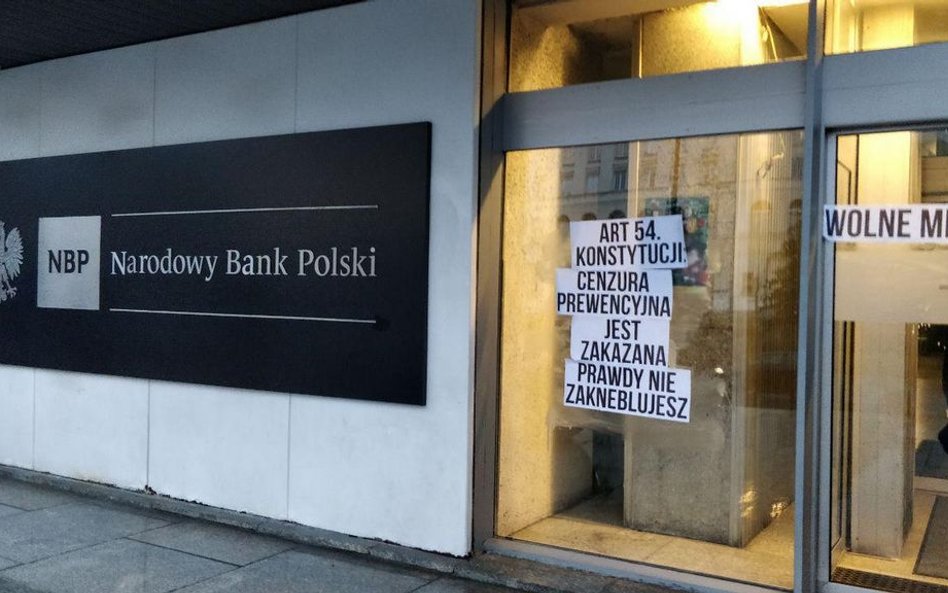 NBP
Narodowy Bank Polski
ART 54.
KONSTYTUCJI:
CENZURA
PREWENCYJNA
JEST
ZAKAZANA
PRAWDY NIE
ZAKNEBLUJESZ
WOLNE